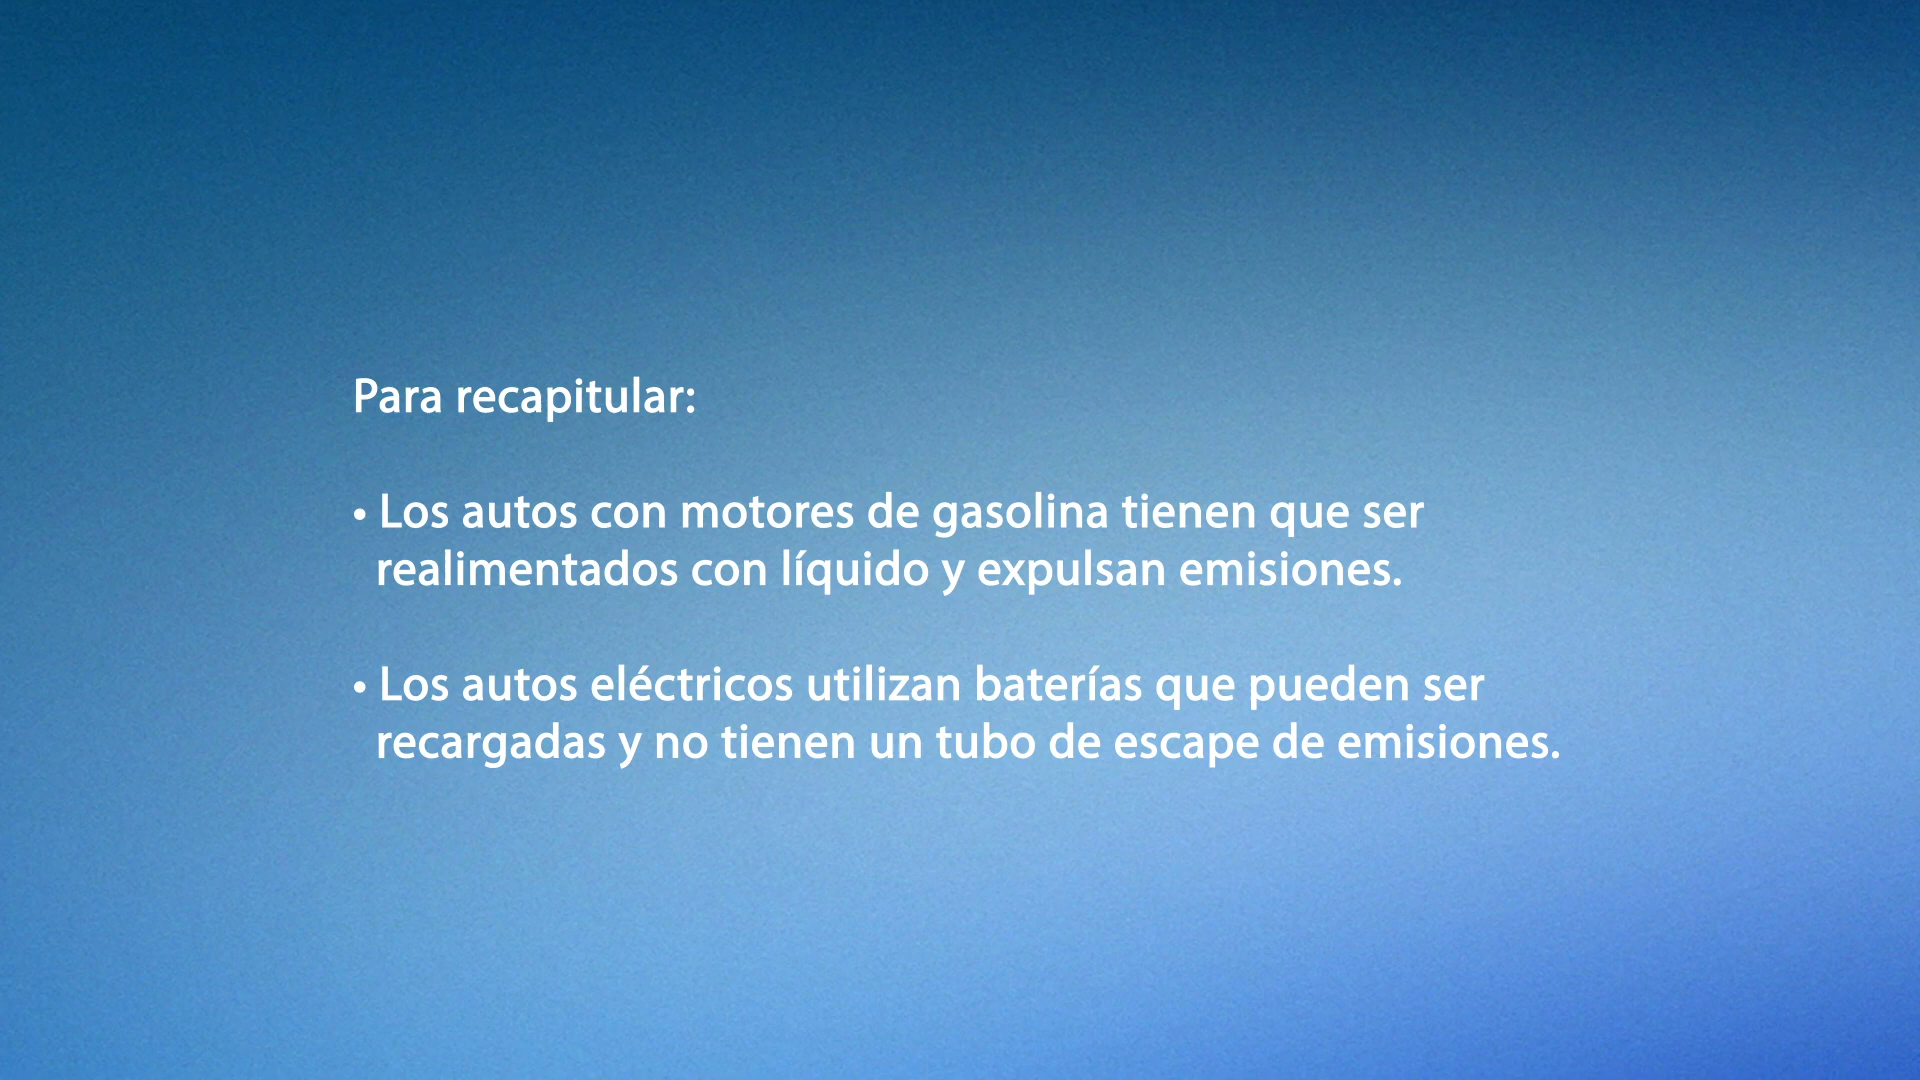 Para recapitular:
• Los autos con motores de gasolina tienen que ser
realimentados con líquido y expulsan emisiones.
• Los autos eléctricos utilizan baterías que pueden ser
recargadas y no tienen un tubo de escape de emisiones.